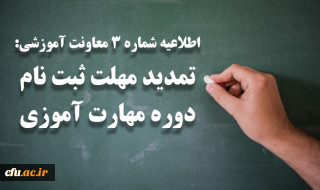 اطلاعیه شماره ۳ معاونت آموزشی:
تمدید مهلت ثبت نام
دوره مهارت آموزی
cfu.ac.ir